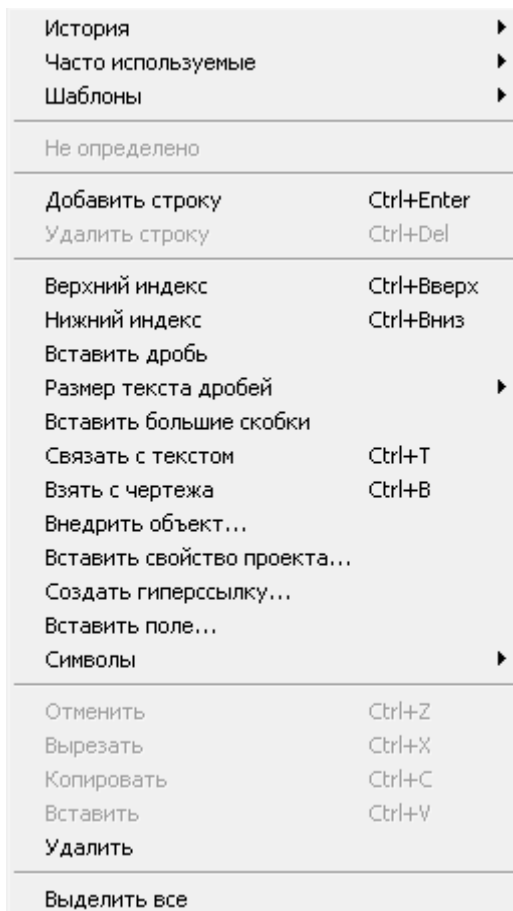 История
Часто используемые
Шаблоны
Не определено
Добавить строку Ctrl+Enter
Удалить строку Ctrl+Del
Верхний индекс Ctrl+Вверх
Нижний индекс Ctrl+Вниз
Вставить дробь
Размер текста дробей
Вставить большие скобки
Связать с текстом Ctrl+T
Взять с чертежа Ctrl+B
Внедрить объект...
Вставить свойство проекта...
Создать гиперссылку...
Вставить поле...
Символы
Отменить Ctrl+Z
Вырезать Ctrl+X
Копировать Ctrl+C
Вставить Ctrl+V
Удалить
Выделить все